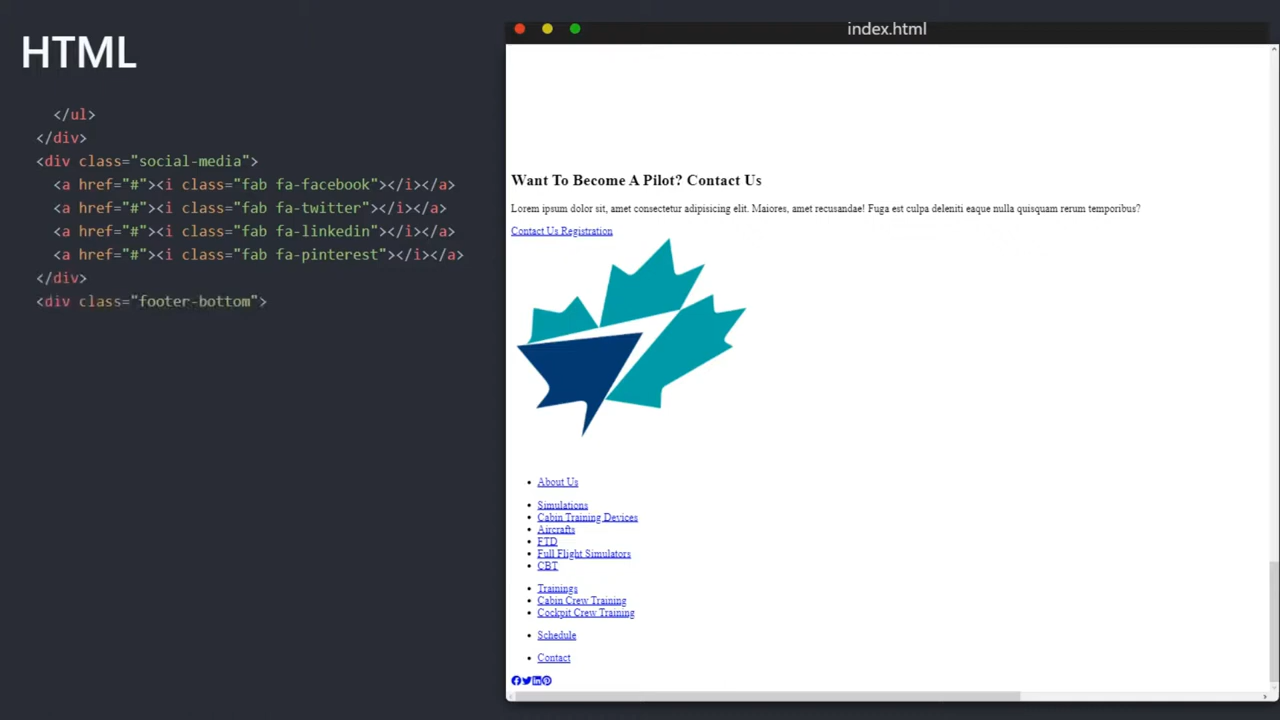 HTML
</ul>
</div>
<div class="social-media">
<a href="#"><i class="fab fa-facebook"></i></a>
<a href="#"><i class="fab fa-twitter"></i></a>
<a href="#"><i class="fab fa-linkedin"></i></a>
<a href="#"><i class="fab fa-pinterest"></i></a>
</div>
<div class="footer-bottom">
index.html
Want To Become A Pilot? Contact Us
Lorem ipsum dolor sit, amet consectetur adipisicing elit. Maiores, amet recusandae! Fuga est culpa deleniti eaque nulla quisquam rerum temporibus?
Contact Us Registration
About Us
Simulations
Cabin Training Devices
Aircrafts
FTD
Full Flight Simulators
CBT
Trainings
Cabin Crew Training
Cockpit Crew Training
Schedule
Contact